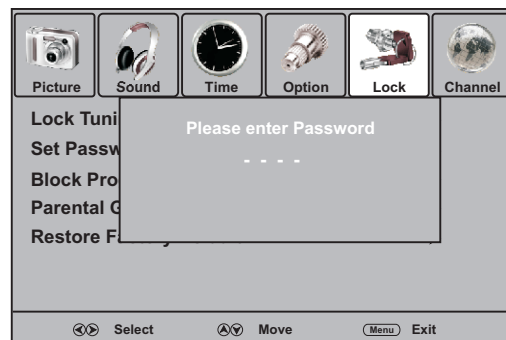 Picture Sound Time Option Lock Channel
Lock Tuni
Please enter Password
Set Passw
- - - -
Block Pro
Parental G
Restore F
Select Move Menu Exit